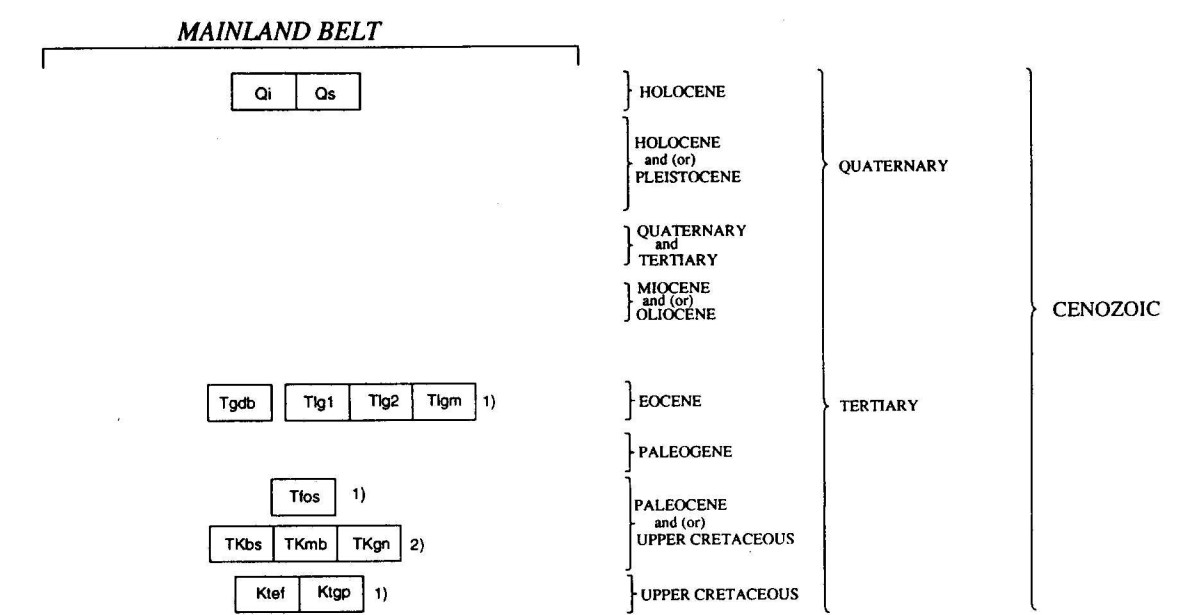 MAINLAND BELT
Qi Qs
HOLOCENE
HOLOCENE
and (or)
PLEISTOCENE
QUATERNARY
QUATERNARY
and
TERTIARY
MIOCENE
and (or)
OLIOCENE
CENOZOIC
Tgdb Tlg1 Tlg2 Tlgm 1)
EOCENE
TERTIARY
PALEOGENE
Tfos 1)
PALEOCENE
and (or)
UPPER CRETACEOUS
TKbs TKmb TKgn 2)
Ktef Ktgp 1)
UPPER CRETACEOUS